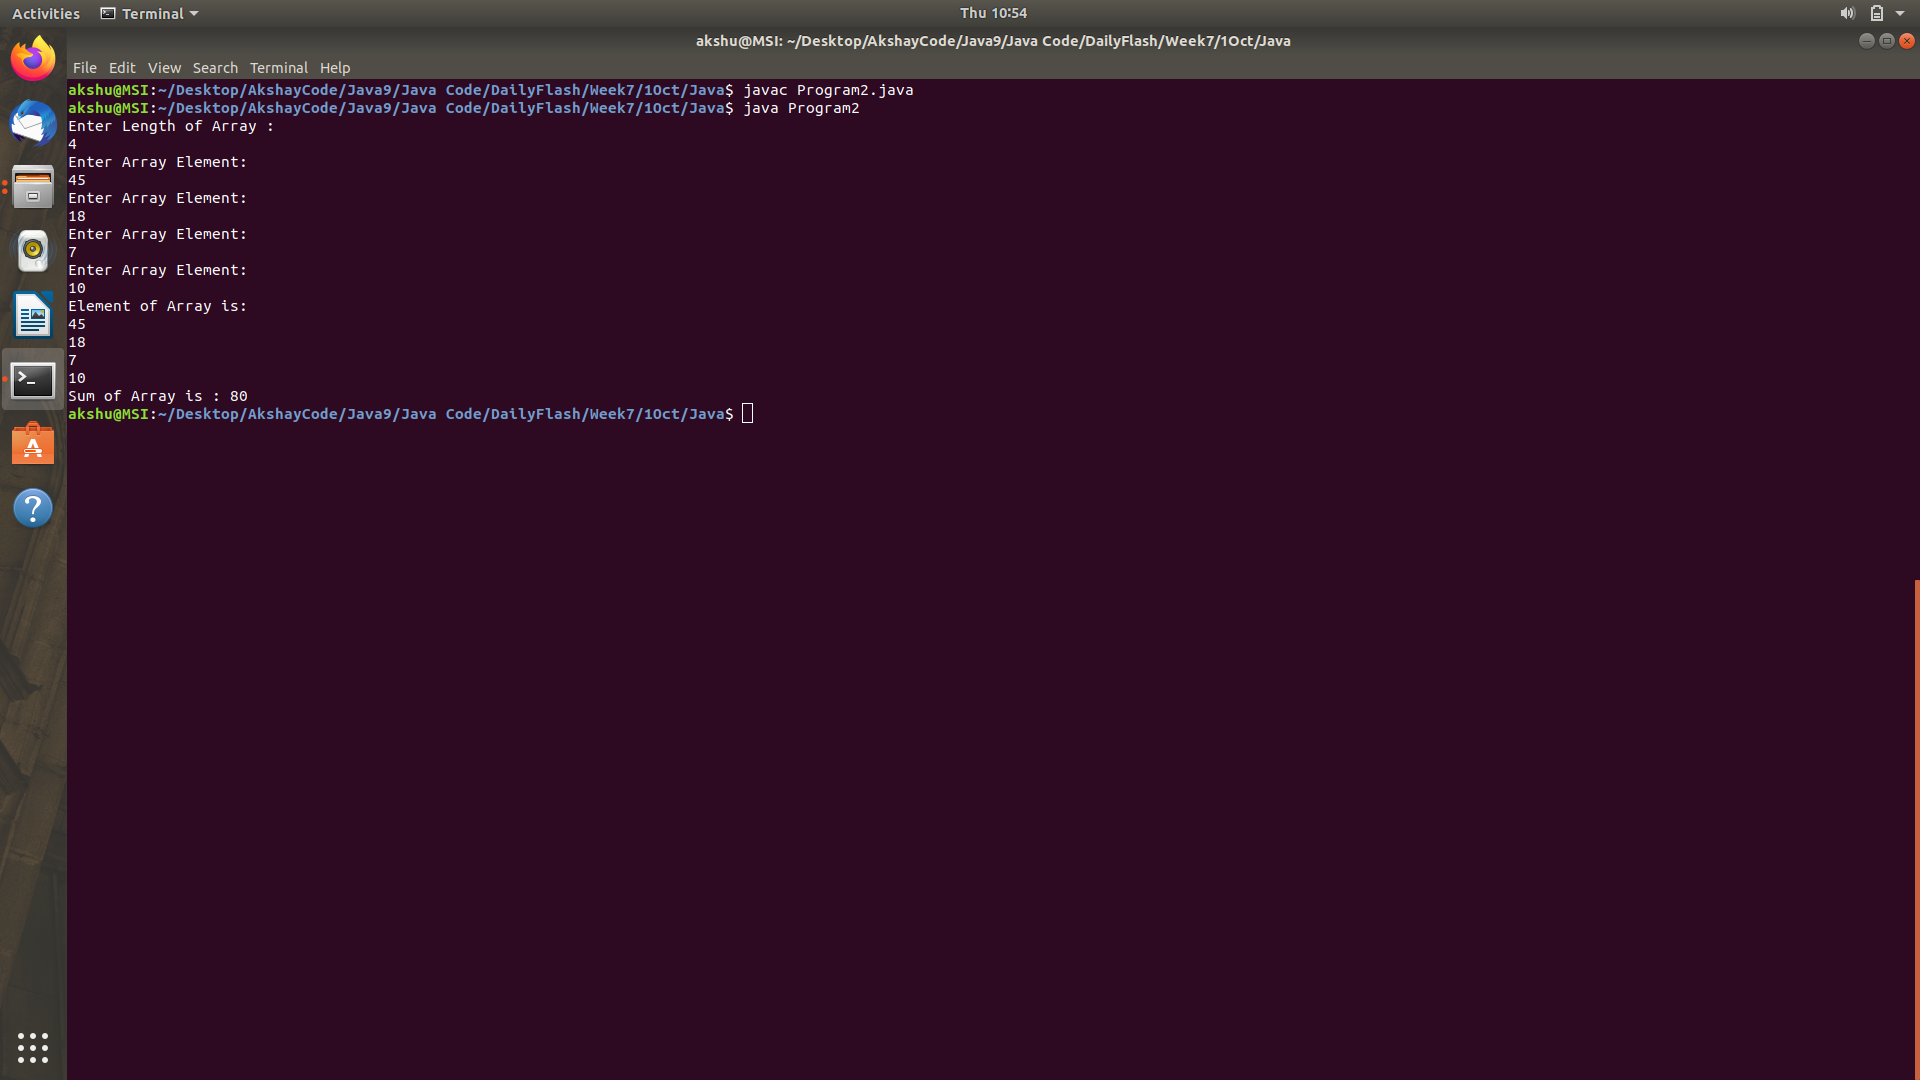 Activities Terminal Thu 10:54
akshu@MSI: ~/Desktop/AkshayCode/Java9/Java Code/DailyFlash/Week7/1Oct/Java
File Edit View Search Terminal Help
akshu@MSI:~/Desktop/AkshayCode/Java9/Java Code/DailyFlash/Week7/1Oct/Java$ javac Program2.java
akshu@MSI:~/Desktop/AkshayCode/Java9/Java Code/DailyFlash/Week7/1Oct/Java$ java Program2
Enter Length of Array :
4
Enter Array Element:
45
Enter Array Element:
18
Enter Array Element:
7
Enter Array Element:
10
Element of Array is:
45
18
7
10
Sum of Array is : 80
akshu@MSI:~/Desktop/AkshayCode/Java9/Java Code/DailyFlash/Week7/1Oct/Java$